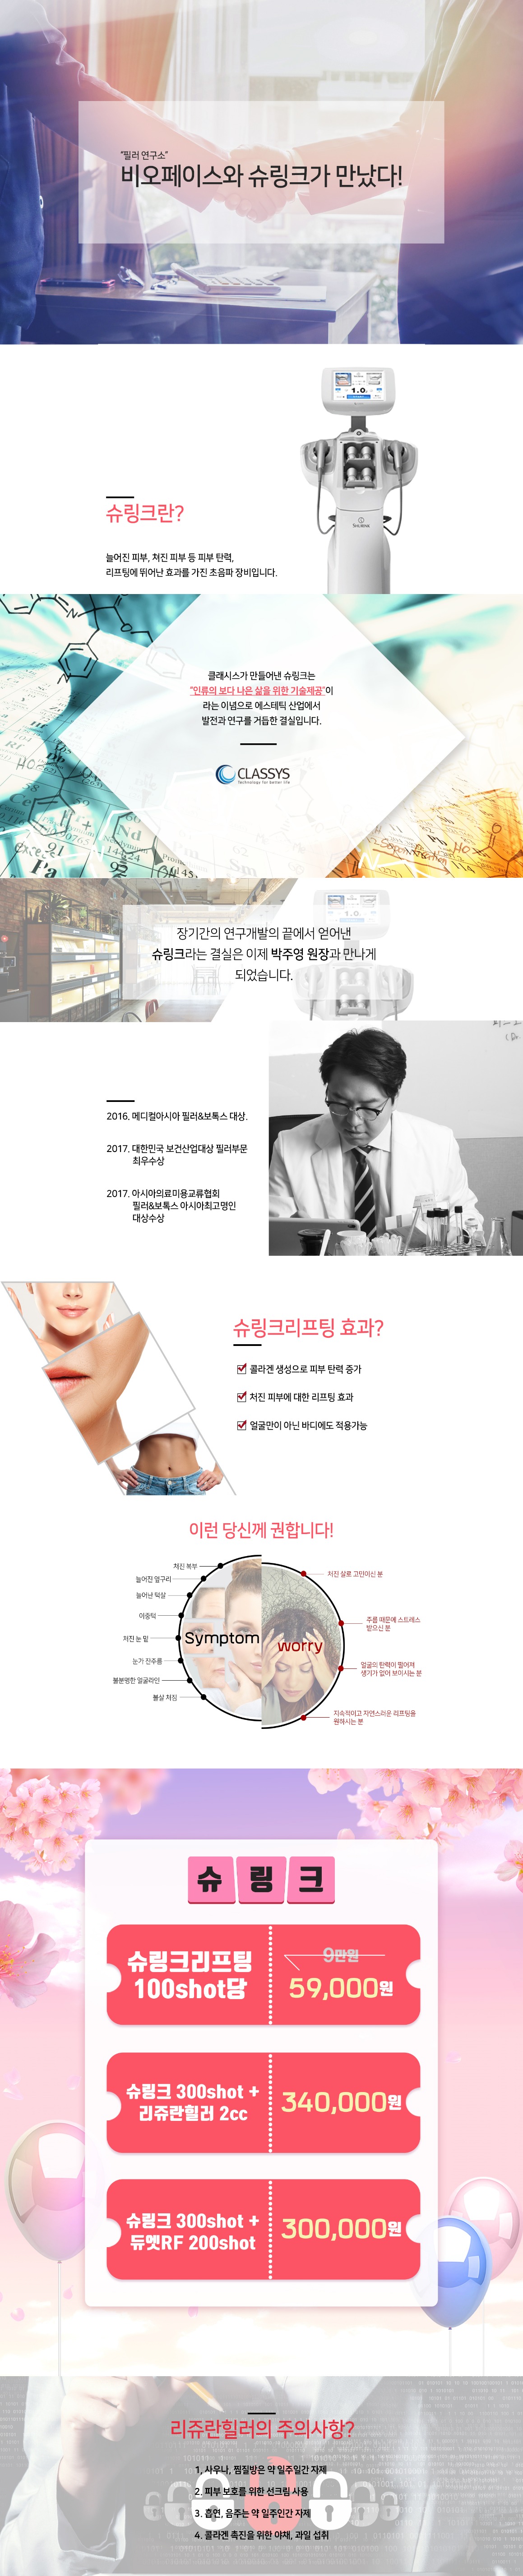 "필러 연구소"
비오페이스와 슈링크가 만났다!
1.0
SHURINK
슈링크란?
늘어진 피부, 쳐진 피부 등 피부 탄력,
리프팅에 뛰어난 효과를 가진 초음파 장비입니다.
클래시스가 만들어낸 슈링크는
"인류의 보다 나은 삶을 위한 기술제공"이
라는 이념으로 에스테틱 산업에서
발전과 연구를 거듭한 결실입니다.
CLASSYS
Technology for better life
장기간의 연구개발의 끝에서 얻어낸
슈링크라는 결실은 이제 박주영 원장과 만나게
되었습니다.
2016. 메디컬아시아 필러&보톡스 대상.
2017. 대한민국 보건산업대상 필러부문
최우수상
2017. 아시아의료미용교류협회
필러&보톡스 아시아최고명인
대상수상
슈링크리프팅 효과?
콜라겐 생성으로 피부 탄력 증가
처진 피부에 대한 리프팅 효과
얼굴만이 아닌 바디에도 적용가능
이런 당신께 권합니다!
처진 복부
늘어진 앞구리
늘어난 턱살
이중턱
처진 눈 밑
눈가 잔주름
불분명한 얼굴라인
볼살 처짐
Symptom
worry
처진 살로 고민이신 분
주름 때문에 스트레스
받으신 분
얼굴의 탄력이 떨어져
생기가 없어 보이시는 분
지속적이고 자연스러운 리프팅을
원하시는 분
슈링크
슈링크리프팅
100shot당
9만원
59,000원
슈링크 300shot +
리쥬란힐러 2cc
340,000원
슈링크 300shot +
듀엣RF 200shot
300,000원
리쥬란힐러의 주의사항?
1. 사우나, 찜질방은 약 일주일간 자제
2. 피부 보호를 위한 선크림 사용
3. 흡연, 음주는 약 일주인간 자제
4. 콜라겐 촉진을 위한 야채, 과일 섭취